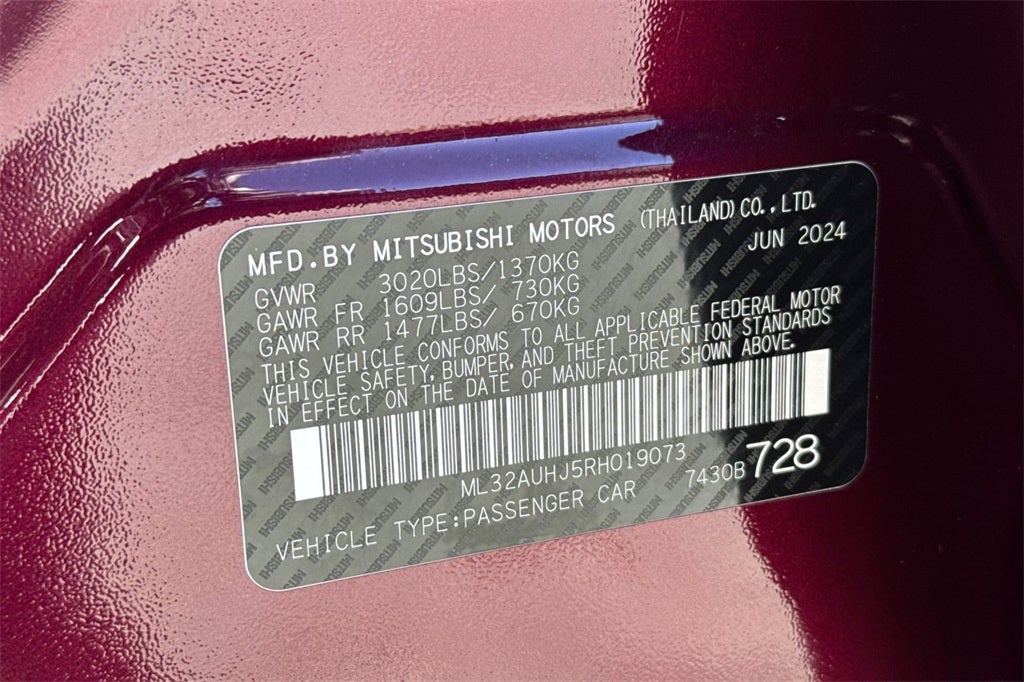 MFD.BY MITSUBISHI MOTORS (THAILAND) CO., LTD.
JUN 2024
GVWR 3020LBS/1370KG
GAWR FR 1609LBS/ 730KG
GAWR RR 1477LBS/ 670KG
THIS VEHICLE CONFORMS TO ALL APPLICABLE FEDERAL MOTOR
VEHICLE SAFETY, BUMPER, AND THEFT PREVENTION STANDARDS
IN EFFECT ON THE DATE OF MANUFACTURE SHOWN ABOVE.
ML32AUHJ5RH019073 7430B 728
VEHICLE TYPE:PASSENGER CAR